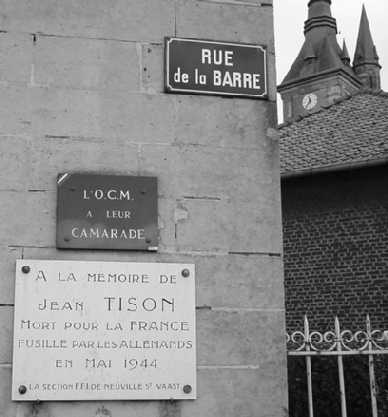 RUE
de la BARRE
L'O.C.M.
A LEUR
CAMARADE
A LA MEMOIRE DE
JEAN TISON
MORT POUR LA FRANCE
FUSILLE PAR LES ALLEMANDS
EN MAI 1944
LA SECTION F.F.I. DE NEUVILLE ST VAAST